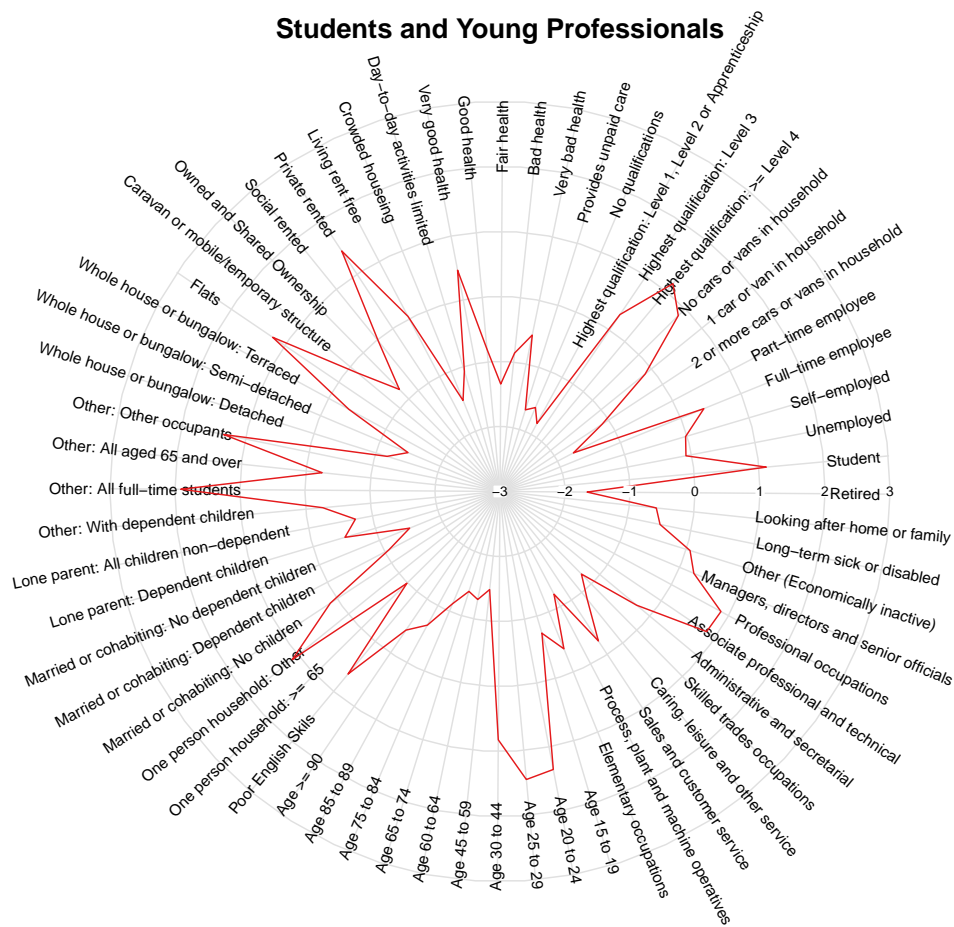 Students and Young Professionals
Fair health
Bad health
Very bad health
Provides unpaid care
No qualifications
Highest qualification: Level 1, Level 2 or Apprenticeship
Highest qualification: Level 3
Highest qualification: >= Level 4
No cars or vans in household
1 car or van in household
2 or more cars or vans in household
Part−time employee
Full−time employee
Self−employed
Unemployed
Student
Retired
Looking after home or family
Long−term sick or disabled
Other (Economically inactive)
Managers, directors and senior officials
Professional occupations
Associate professional and technical
Administrative and secretarial
Skilled trades occupations
Caring, leisure and other service
Sales and customer service
Process, plant and machine operatives
Elementary occupations
Age 15 to 19
Age 20 to 24
Age 25 to 29
Age 30 to 44
Age 45 to 59
Age 60 to 64
Age 65 to 74
Age 75 to 84
Age 85 to 89
Age >= 90
Poor English Skils
One person household: >= 65
One person household: Other
Married or cohabiting: No children
Married or cohabiting: Dependent children
Married or cohabiting: No dependent children
Lone parent: Dependent children
Lone parent: All children non−dependent
Other: With dependent children
Other: All full−time students
Other: All aged 65 and over
Other: Other occupants
Whole house or bungalow: Detached
Whole house or bungalow: Semi−detached
Whole house or bungalow: Terraced
Flats
Caravan or mobile/temporary structure
Owned and Shared Ownership
Social rented
Private rented
Living rent free
Crowded houseing
Day−to−day activities limited
Very good health
Good health
−3 −2 −1 0 1 2 3